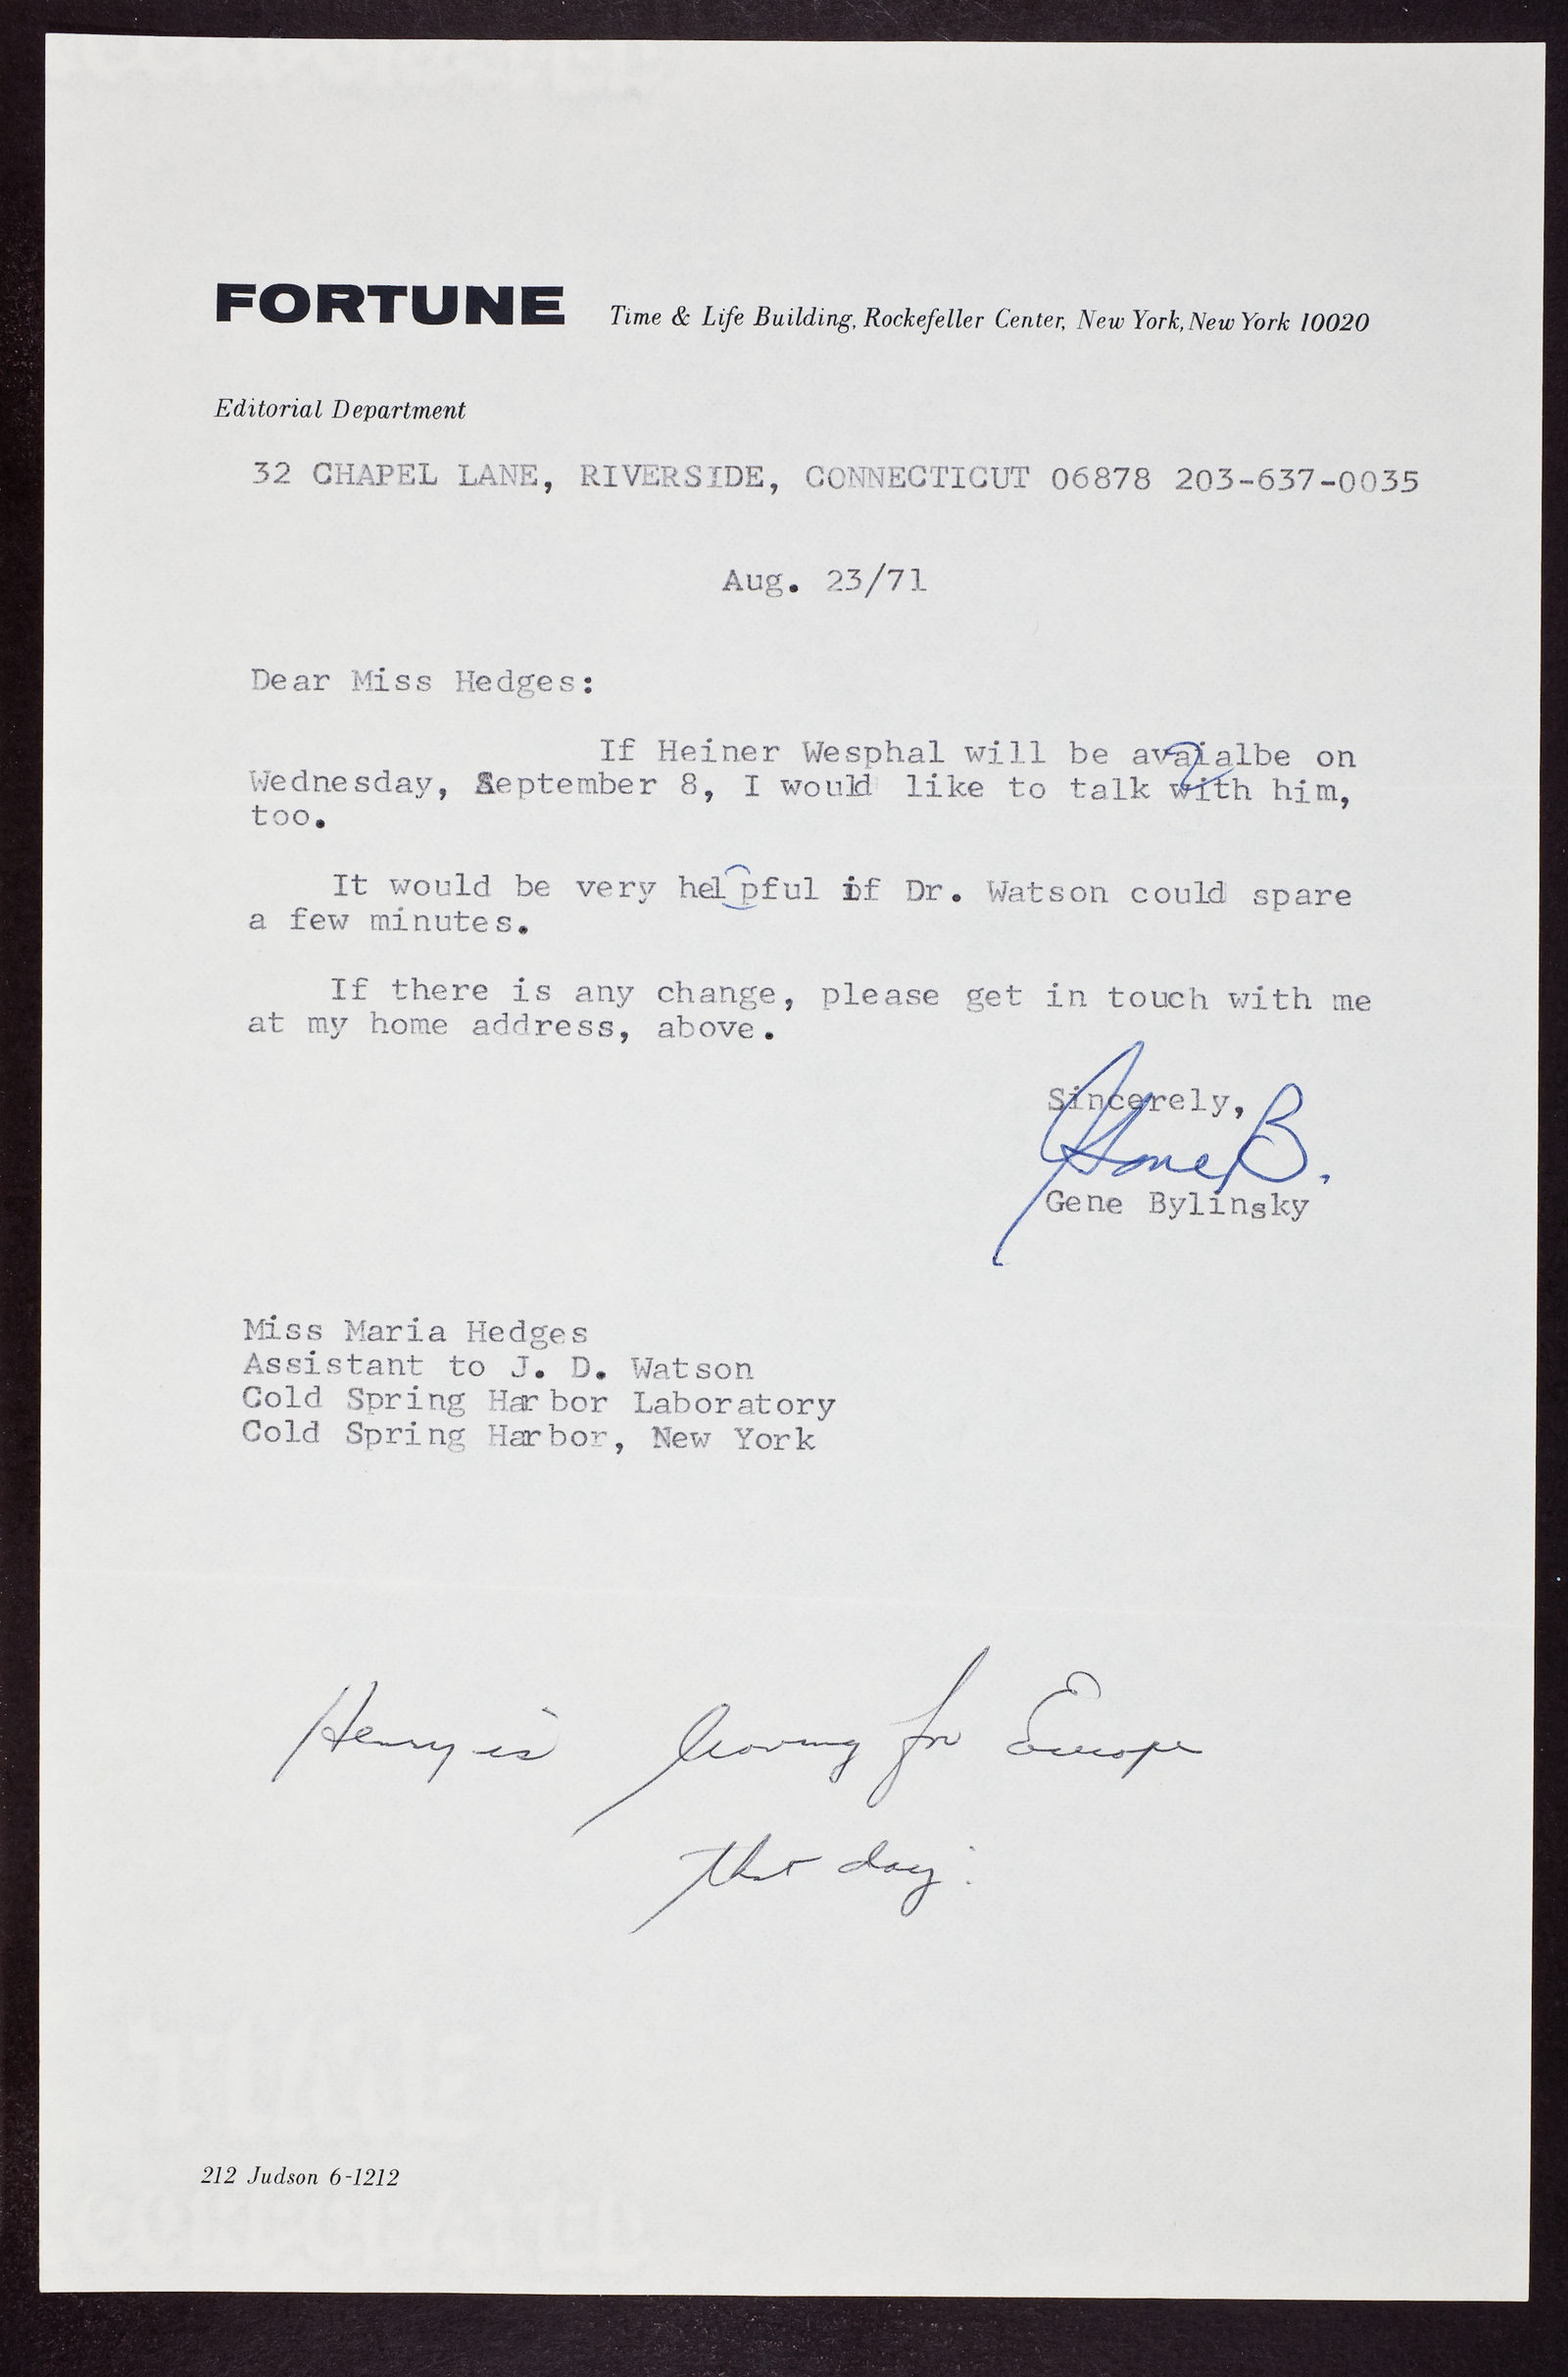 FORTUNE Time & Life Building, Rockefeller Center, New York, New York 10020
Editorial Department
32 CHAPEL LANE, RIVERSIDE, CONNECTICUT 06878 203-637-0035
Aug. 23/71
Dear Miss Hedges:
If Heiner Wesphal will be avaialbe on
Wednesday, September 8, I would like to talk with him,
too.
It would be very hel pful if Dr. Watson could spare
a few minutes.
If there is any change, please get in touch with me
at my home address, above.
Sincerely,
Gene B.
Gene Bylinsky
Miss Maria Hedges
Assistant to J. D. Watson
Cold Spring Harbor Laboratory
Cold Spring Harbor, New York
Henry is leaving for Europe
that day.
212 Judson 6-1212